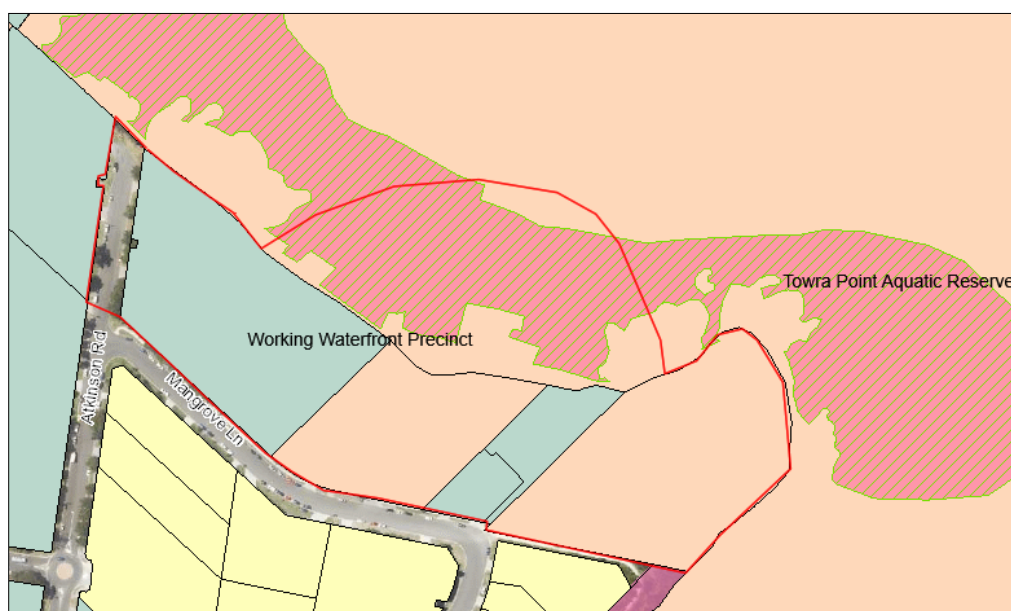 Towra Point Aquatic Reserve
Working Waterfront Precinct
Atkinson Rd
Mangrove Ln